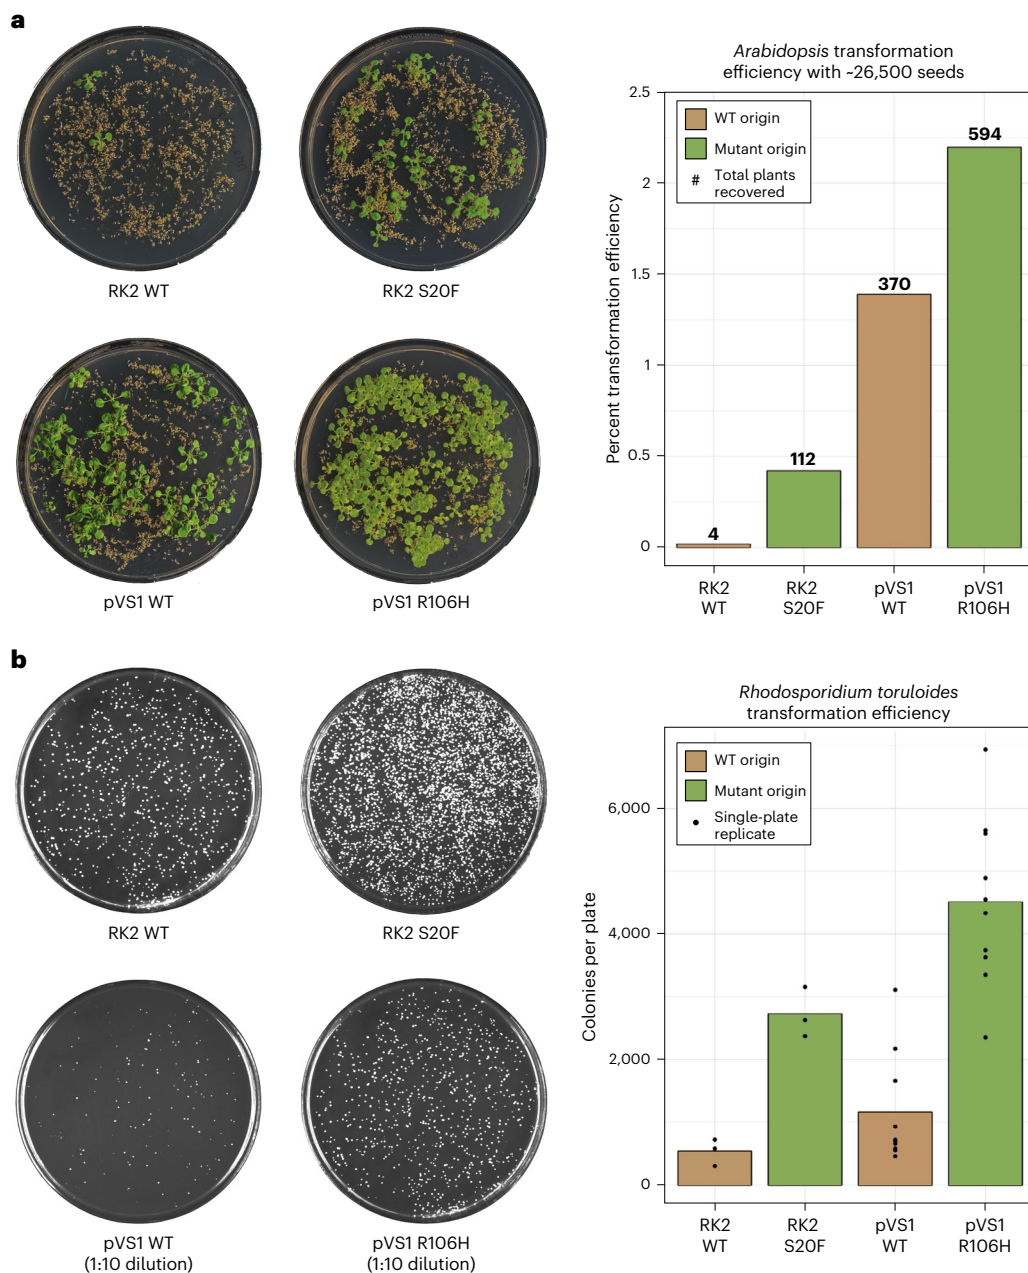 a
RK2 WT
RK2 S20F
pVS1 WT
pVS1 R106H
Arabidopsis transformation
efficiency with ~26,500 seeds
Percent transformation efficiency
2.5
2
1.5
1
0.5
0
WT origin
Mutant origin
# Total plants
recovered
4
112
370
594
RK2
WT
RK2
S20F
pVS1
WT
pVS1
R106H
b
RK2 WT
RK2 S20F
pVS1 WT
(1:10 dilution)
pVS1 R106H
(1:10 dilution)
Rhodosporidium toruloides
transformation efficiency
Colonies per plate
6,000
4,000
2,000
0
WT origin
Mutant origin
Single-plate
replicate
RK2
WT
RK2
S20F
pVS1
WT
pVS1
R106H